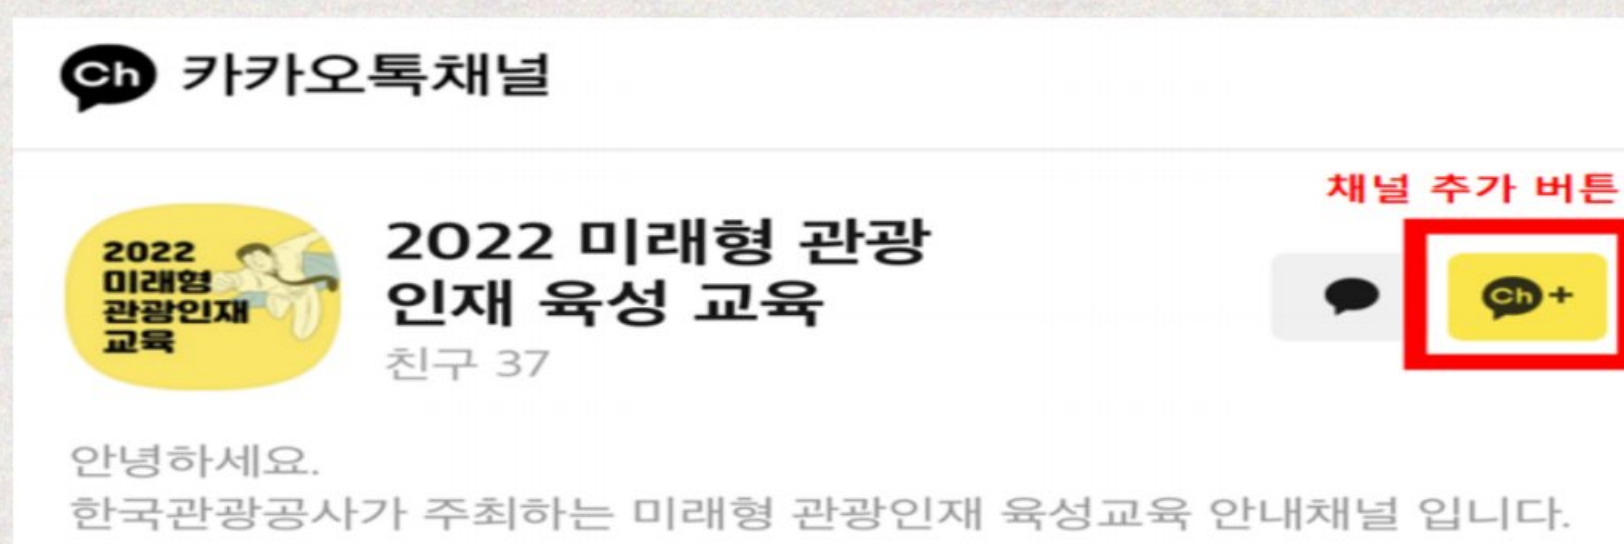 Ch 카카오톡채널
채널 추가 버튼
2022
미래형
관광인재
교육
2022 미래형 관광
인재 육성 교육
친구 37
Ch+
안녕하세요.
한국관광공사가 주최하는 미래형 관광인재 육성교육 안내채널 입니다.